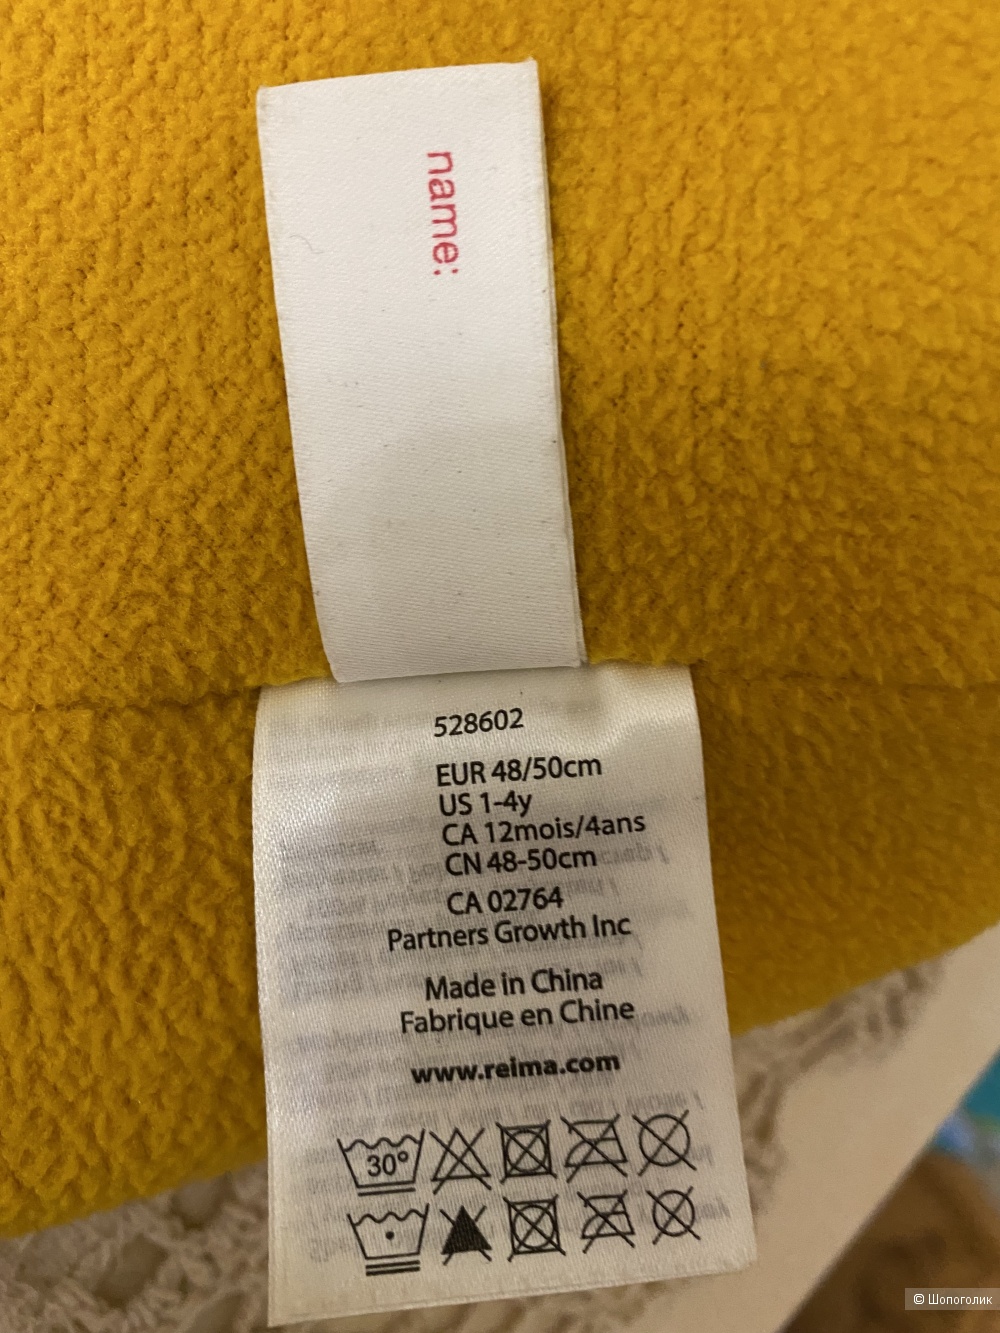 name:
528602
EUR 48/50cm
US 1-4y
CA 12mois/4ans
CN 48-50cm
CA 02764
Partners Growth Inc
Made in China
Fabrique en Chine
www.reima.com
30°
© Шопоголик